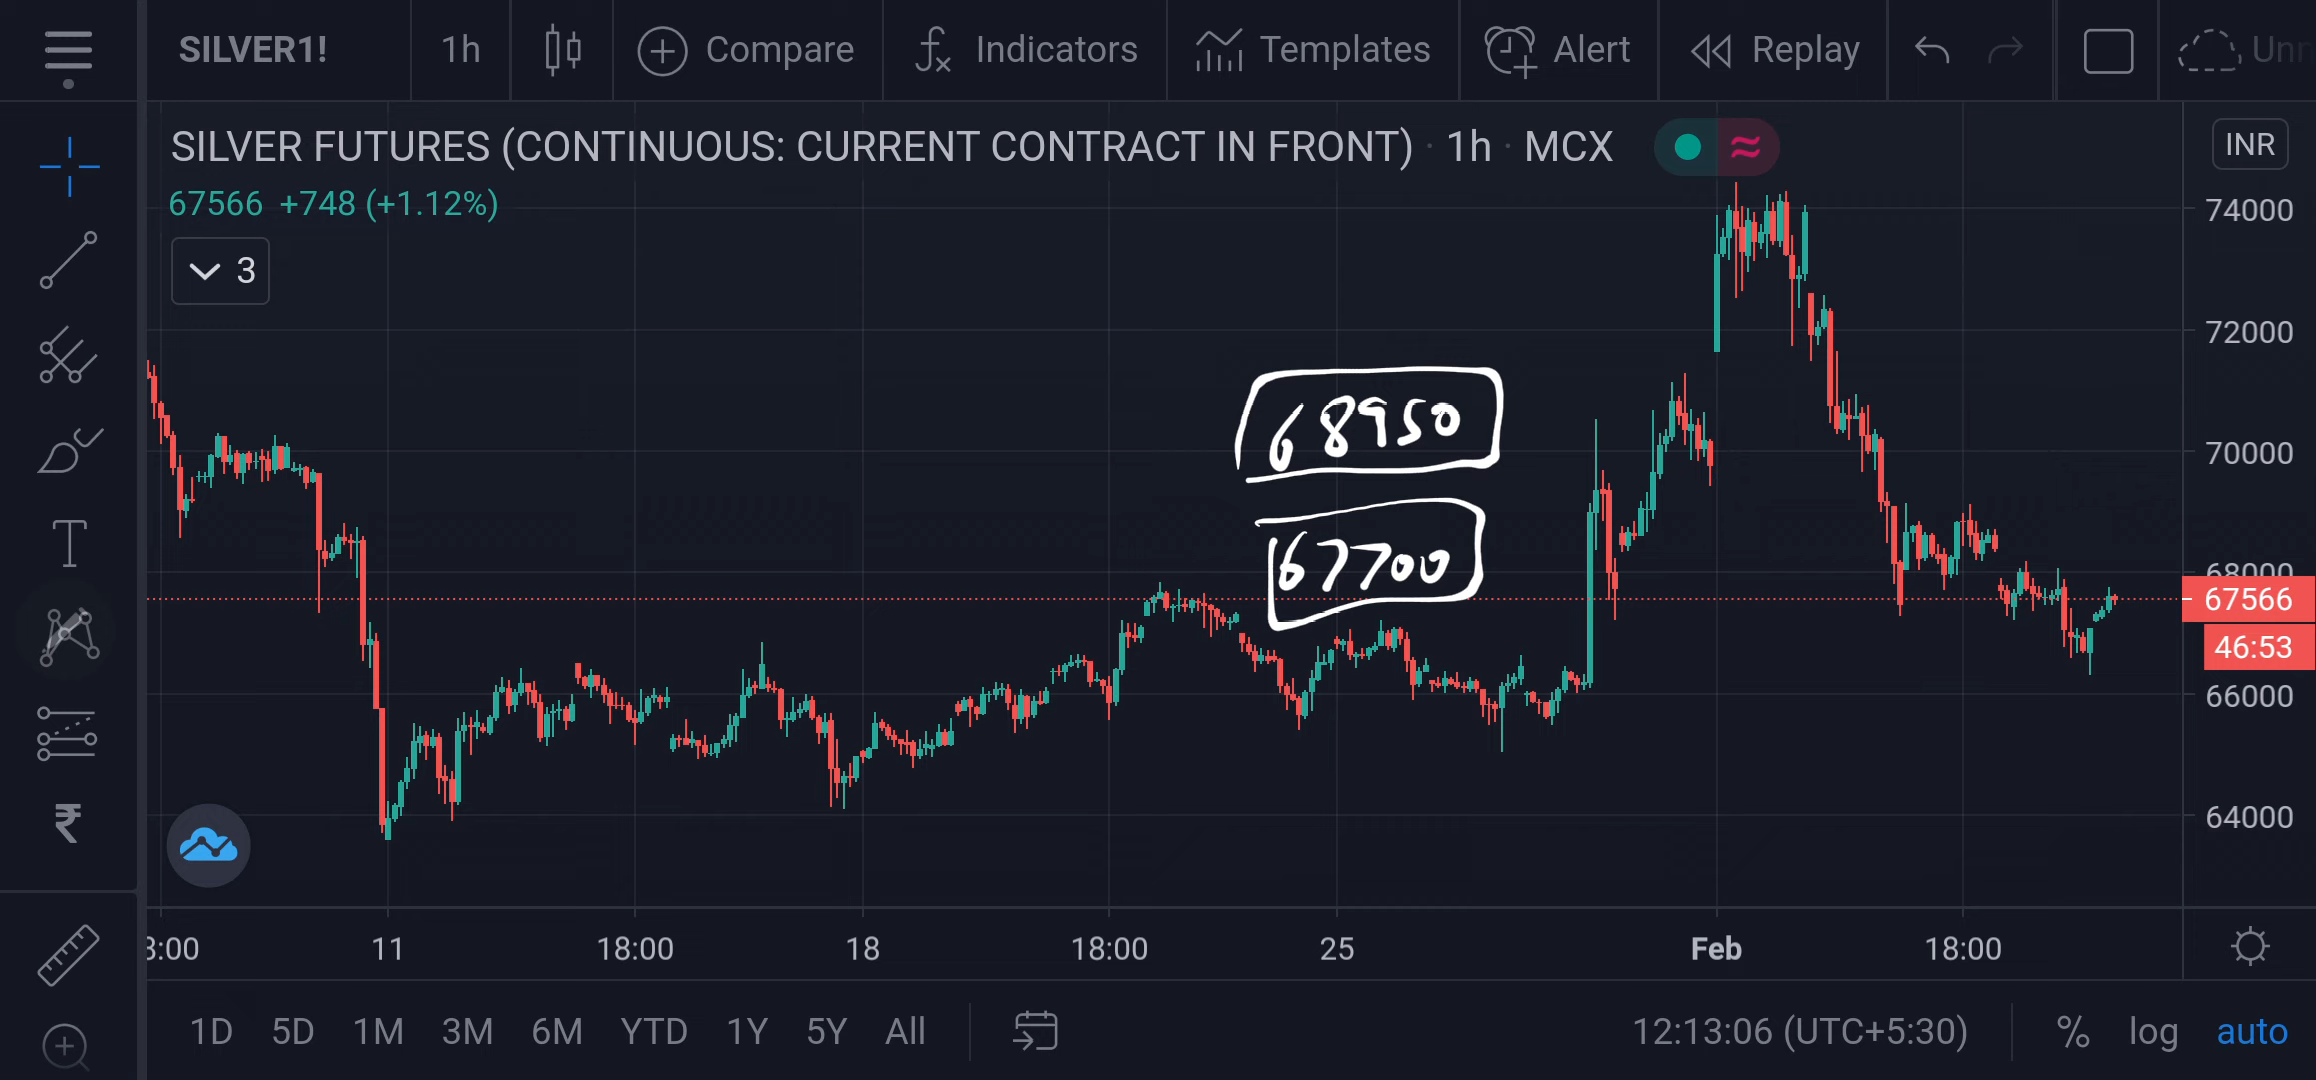 SILVER1! 1h Compare Indicators Templates Alert Replay
SILVER FUTURES (CONTINUOUS: CURRENT CONTRACT IN FRONT) · 1h · MCX INR
67566 +748 (+1.12%)
3
74000
72000
68950
70000
67700
68000
67566
46:53
66000
64000
₹
3:00 11 18:00 18 18:00 25 Feb 18:00
1D 5D 1M 3M 6M YTD 1Y 5Y All 12:13:06 (UTC+5:30) % log auto